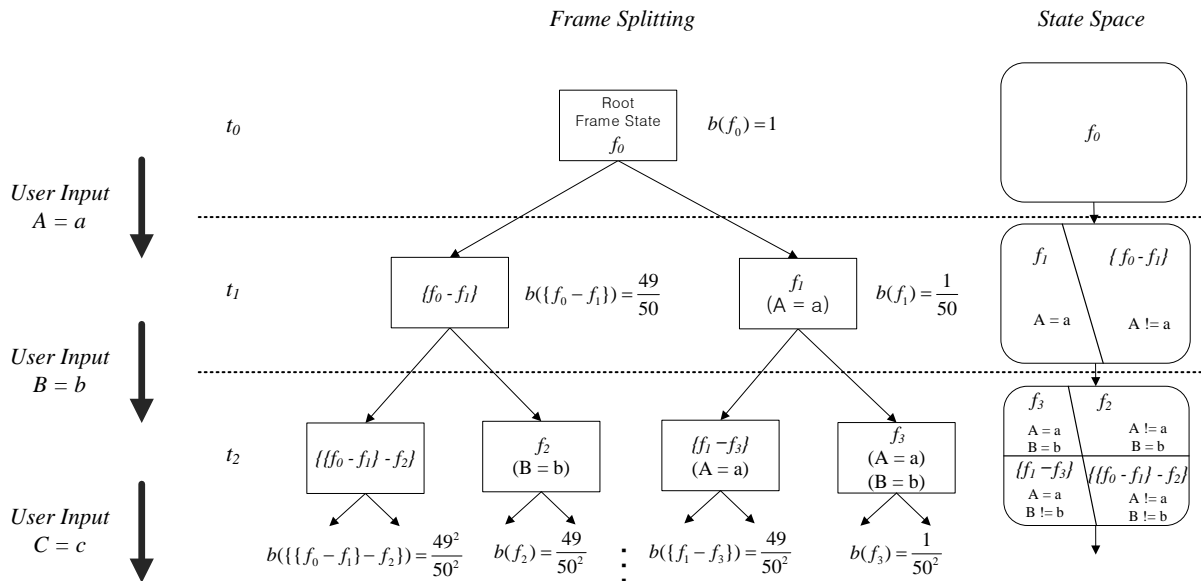 Frame Splitting
State Space
t0
Root
Frame State
f0
b(f0) = 1
f0
User Input
A = a
t1
{f0 - f1}
b({f0 − f1}) = 49/50
f1
(A = a)
b(f1) = 1/50
f1
{f0 - f1}
A = a
A != a
User Input
B = b
t2
{{f0 - f1} - f2}
f2
(B = b)
{f1 – f3}
(A = a)
f3
(A = a)
(B = b)
f3
f2
A = a
B = b
A != a
B = b
{f1 – f3}
{{f0 - f1} - f2}
A = a
B != b
A != a
B != b
User Input
C = c
b({{f0 − f1} − f2}) = 49²/50²
b(f2) = 49/50²
b({f1 − f3}) = 49/50²
b(f3) = 1/50²